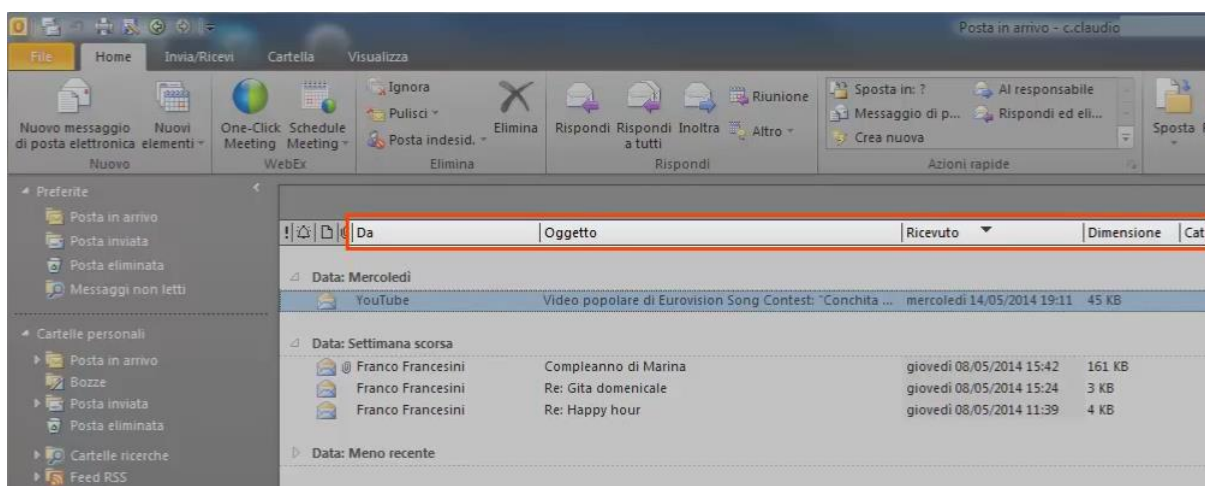 Posta in arrivo - c.claudio
File Home Invia/Ricevi Cartella Visualizza
Nuovo messaggio di posta elettronica
Nuovi elementi
Nuovo
One-Click Meeting
Schedule Meeting
WebEx
Ignora
Pulisci
Posta indesid.
Elimina
Elimina
Rispondi
Rispondi a tutti
Inoltra
Riunione
Altro
Rispondi
Sposta in: ?
Messaggio di p...
Crea nuova
Al responsabile
Rispondi ed eli...
Azioni rapide
Sposta
Preferite
Posta in arrivo
Posta inviata
Posta eliminata
Messaggi non letti
Cartelle personali
Posta in arrivo
Bozze
Posta inviata
Posta eliminata
Cartelle ricerche
Feed RSS
! Da Oggetto Ricevuto Dimensione Cat
Data: Mercoledì
YouTube Video popolare di Eurovision Song Contest: "Conchita ... mercoledì 14/05/2014 19:11 45 KB
Data: Settimana scorsa
Franco Francesini Compleanno di Marina giovedì 08/05/2014 15:42 161 KB
Franco Francesini Re: Gita domenicale giovedì 08/05/2014 15:24 3 KB
Franco Francesini Re: Happy hour giovedì 08/05/2014 11:39 4 KB
Data: Meno recente